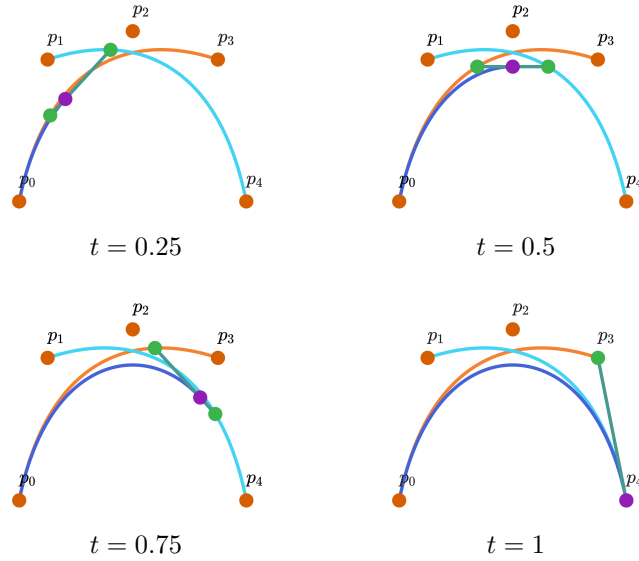 p₂
p₁ p₃
p₀ p₄
t = 0.25
p₂
p₁ p₃
p₀ p₄
t = 0.5
p₂
p₁ p₃
p₀ p₄
t = 0.75
p₂
p₁ p₃
p₀ p₄
t = 1